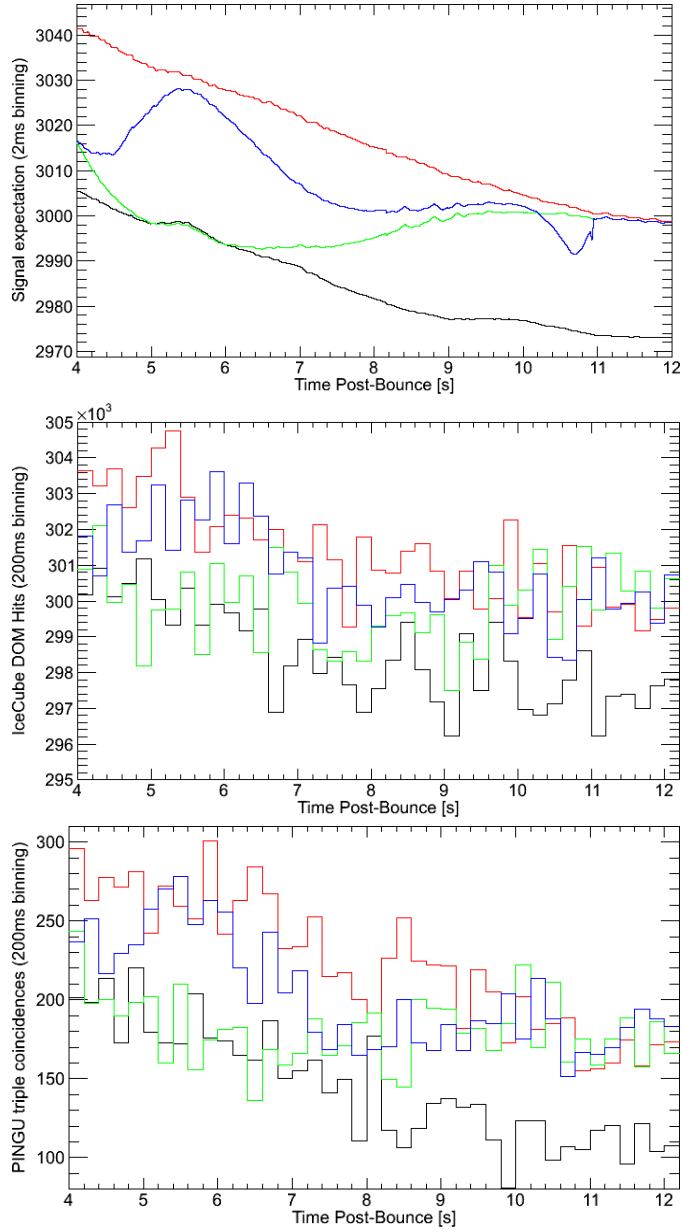 Signal expectation (2ms binning)
3040
3030
3020
3010
3000
2990
2980
2970
4 5 6 7 8 9 10 11 12
Time Post-Bounce [s]
×10³
IceCube DOM Hits (200ms binning)
305
304
303
302
301
300
299
298
297
296
295
4 5 6 7 8 9 10 11 12
Time Post-Bounce [s]
PINGU triple coincidences (200ms binning)
300
250
200
150
100
4 5 6 7 8 9 10 11 12
Time Post-Bounce [s]